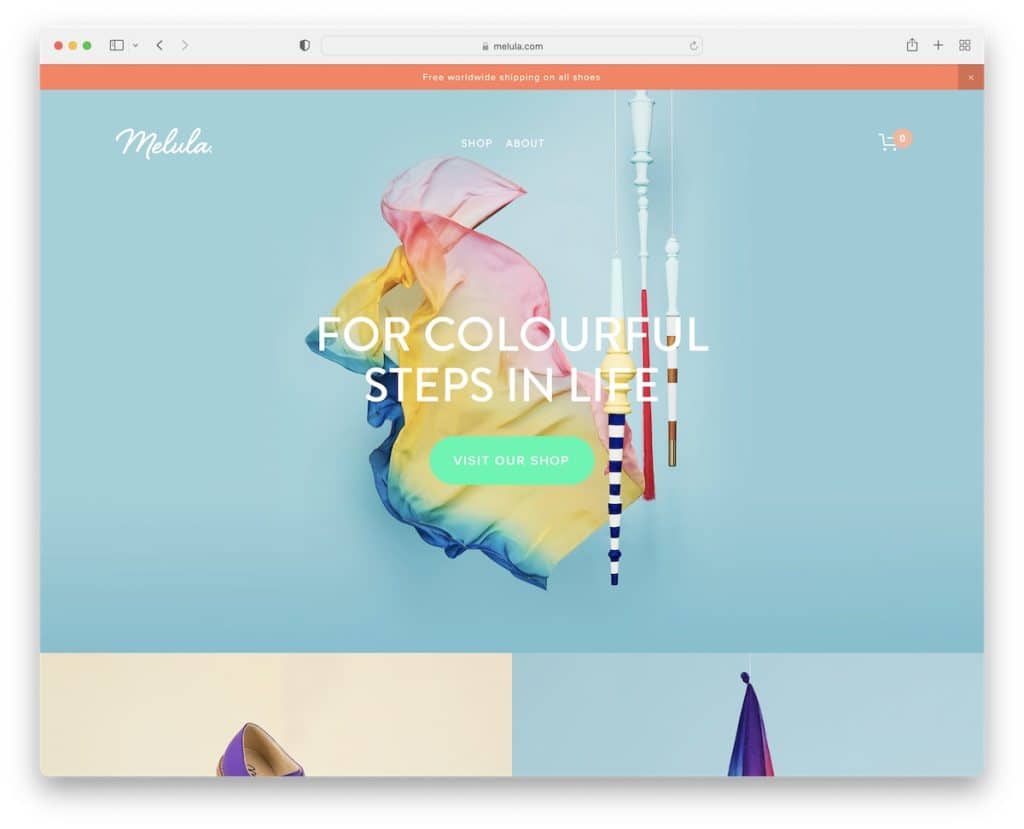 melula.com
Free worldwide shipping on all shoes
×
Melula.
SHOP ABOUT
0
FOR COLOURFUL
STEPS IN LIFE
VISIT OUR SHOP